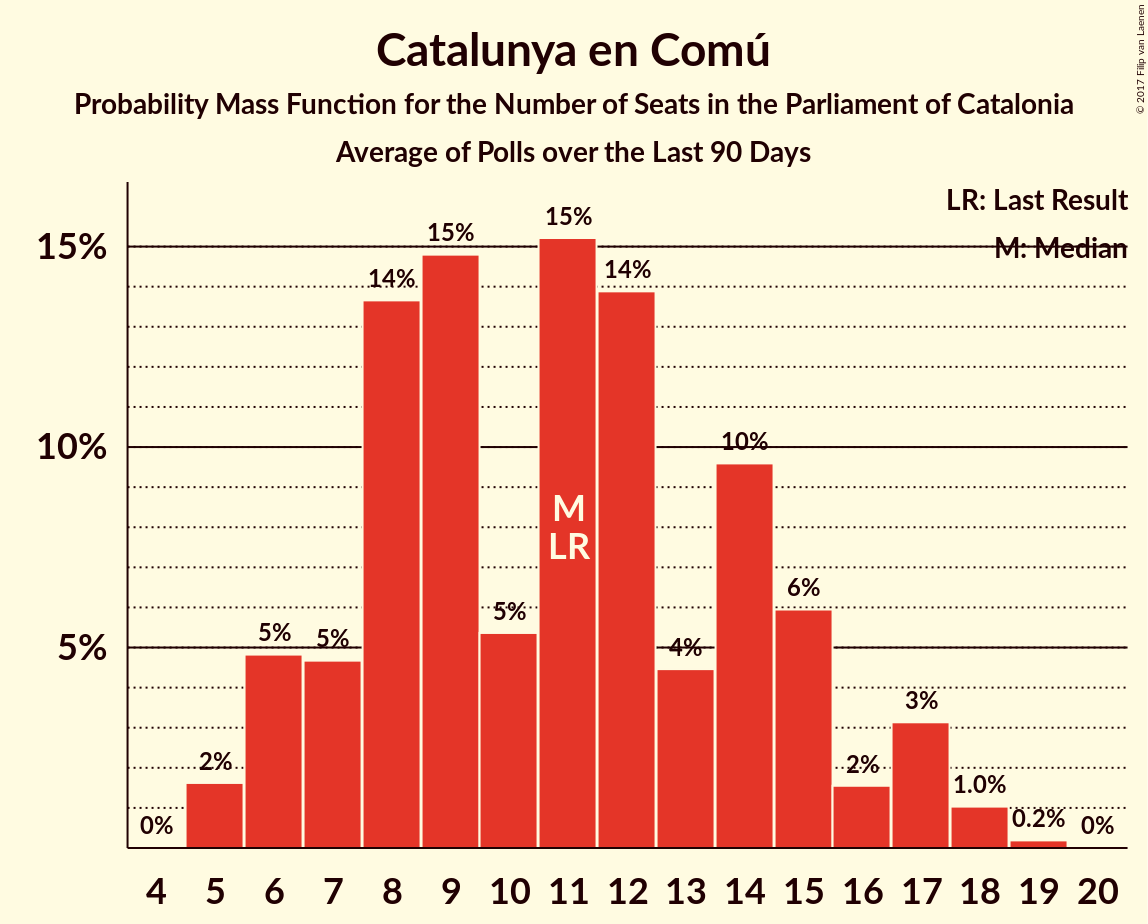 Catalunya en Comú
Probability Mass Function for the Number of Seats in the Parliament of Catalonia
Average of Polls over the Last 90 Days
© 2017 Filip van Laenen
LR: Last Result
M: Median
15%
10%
5%
0%
2%
5%
5%
14%
15%
5%
15%
14%
4%
10%
6%
2%
3%
1.0%
0.2%
0%
M
LR
4 5 6 7 8 9 10 11 12 13 14 15 16 17 18 19 20